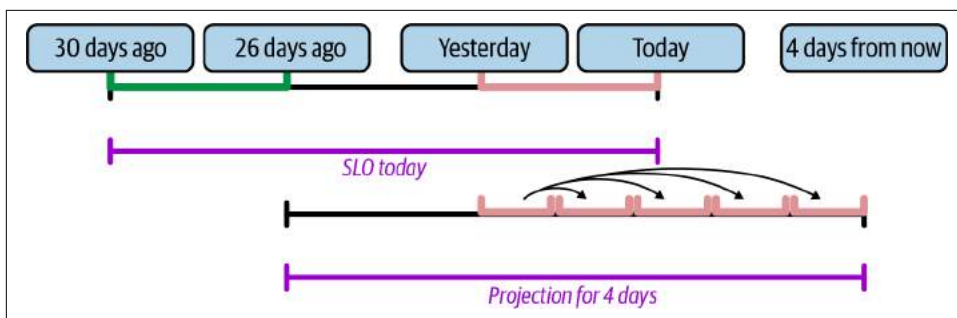 30 days ago
26 days ago
Yesterday
Today
4 days from now
SLO today
Projection for 4 days